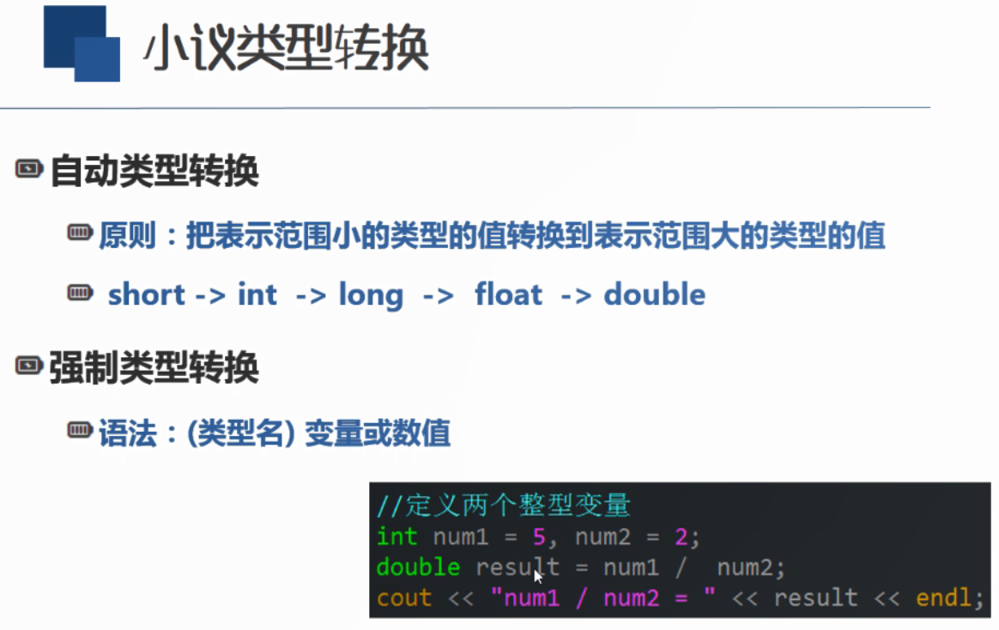 小议类型转换
自动类型转换
原则：把表示范围小的类型的值转换到表示范围大的类型的值
short -> int -> long -> float -> double
强制类型转换
语法：(类型名) 变量或数值
//定义两个整型变量
int num1 = 5, num2 = 2;
double result = num1 / num2;
cout << "num1 / num2 = " << result << endl;